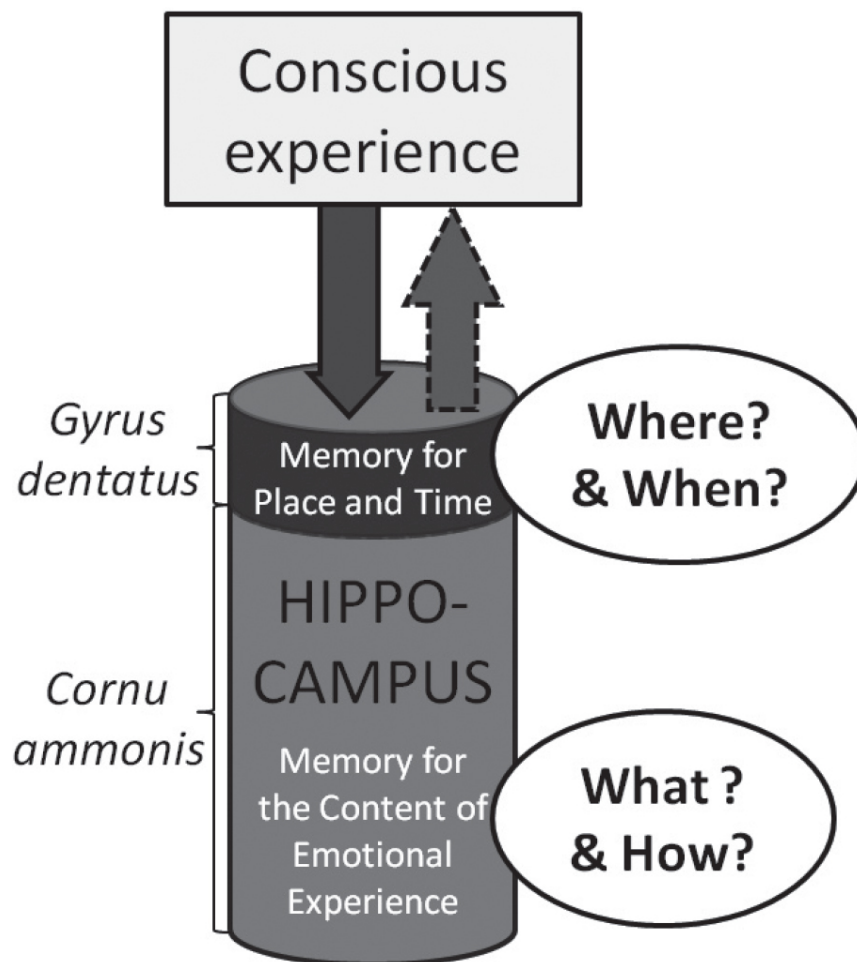 Conscious
experience
Gyrus
dentatus
Memory for
Place and Time
Where?
& When?
HIPPO-
CAMPUS
Cornu
ammonis
Memory for
the Content of
Emotional
Experience
What ?
& How?